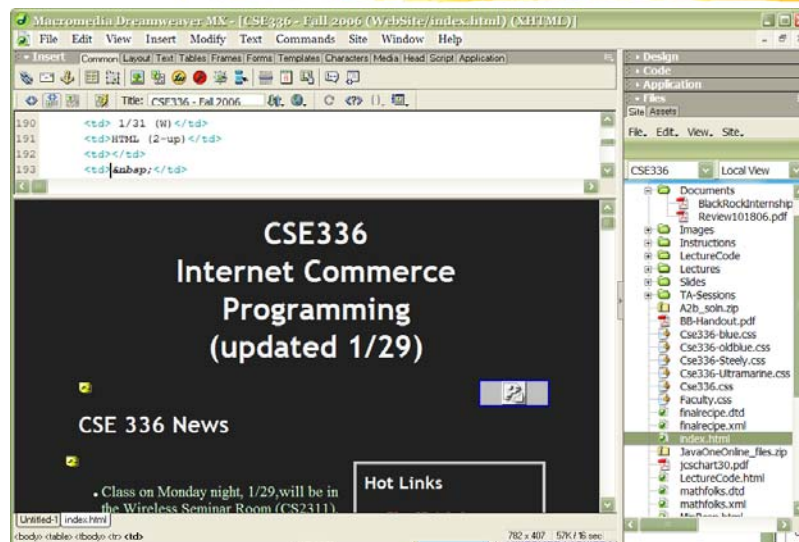 Macromedia Dreamweaver MX - [CSE336 - Fall 2006 (WebSite/index.html) (XHTML)]
File Edit View Insert Modify Text Commands Site Window Help
Insert Common Layout Text Tables Frames Forms Templates Characters Media Head Script Application
Title: CSE336 - Fall 2006
190 <td> 1/31 (W)</td>
191 <td>HTML (2-up)</td>
192 <td></td>
193 <td>&nbsp;</td>
CSE336
Internet Commerce
Programming
(updated 1/29)
CSE 336 News
Class on Monday night, 1/29,will be in
the Wireless Seminar Room (CS2311).
Hot Links
Untitled-1 index.html
<body> <table> <tbody> <tr> <td>
782 x 407 57K / 16 sec
Design
Code
Application
Files
Site Assets
File. Edit. View. Site.
CSE336 Local View
Documents
BlackRockInternship
Review101806.pdf
Images
Instructions
LectureCode
Lectures
Slides
TA-Sessions
A2b_soln.zip
BB-Handout.pdf
Cse336-blue.css
Cse336-oldblue.css
Cse336-Steely.css
Cse336-Ultramarine.css
Cse336.css
Faculty.css
finalrecipe.dtd
finalrecipe.xml
index.html
JavaOneOnline_files.zip
jcschart30.pdf
LectureCode.html
mathfolks.dtd
mathfolks.xml